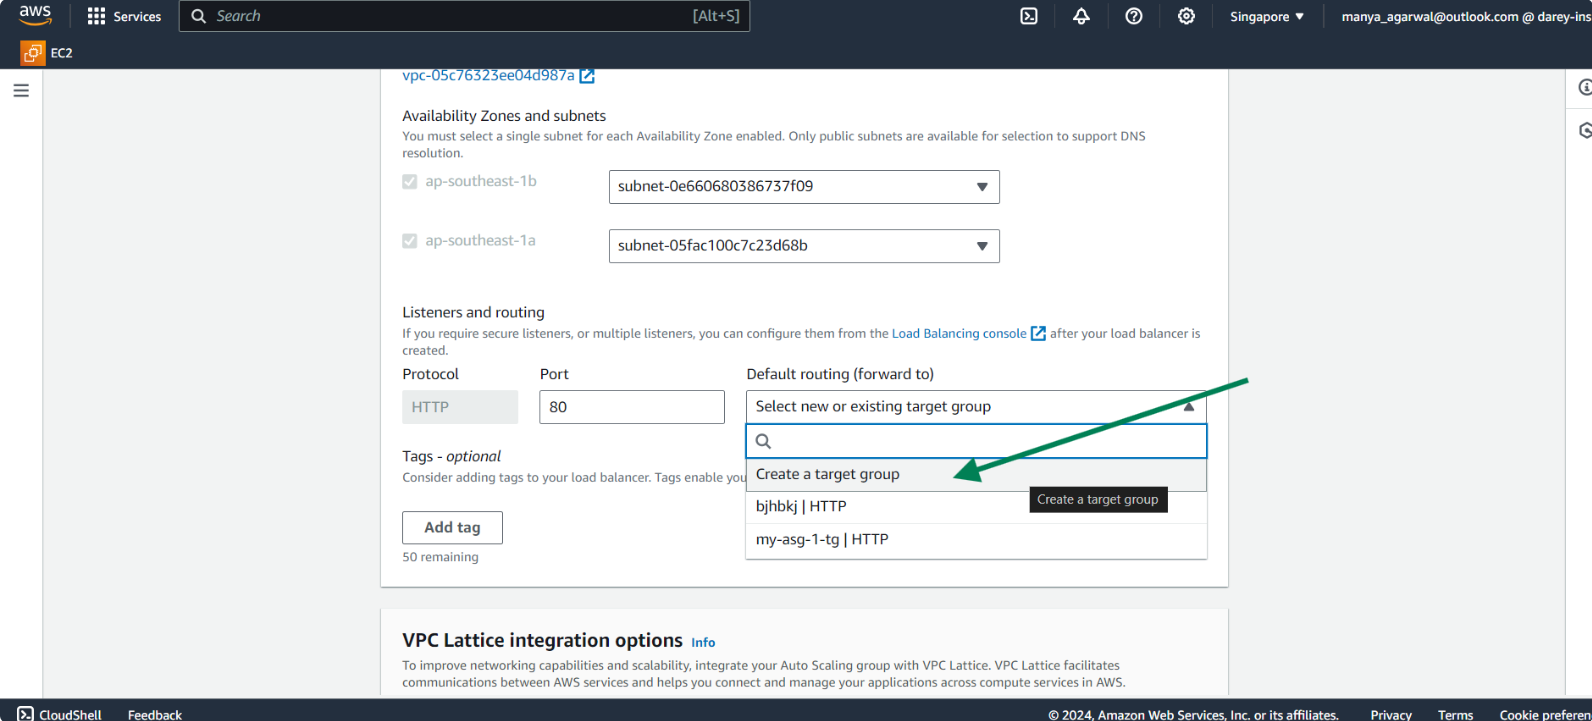 aws
Services
Search
[Alt+S]
Singapore
manya_agarwal@outlook.com @ darey-ins
EC2
vpc-05c76323ee04d987a
Availability Zones and subnets
You must select a single subnet for each Availability Zone enabled. Only public subnets are available for selection to support DNS
resolution.
ap-southeast-1b
subnet-0e660680386737f09
ap-southeast-1a
subnet-05fac100c7c23d68b
Listeners and routing
If you require secure listeners, or multiple listeners, you can configure them from the Load Balancing console after your load balancer is
created.
Protocol
Port
Default routing (forward to)
HTTP
80
Select new or existing target group
Tags - optional
Consider adding tags to your load balancer. Tags enable you
Create a target group
Create a target group
bjhbkj | HTTP
my-asg-1-tg | HTTP
Add tag
50 remaining
VPC Lattice integration options Info
To improve networking capabilities and scalability, integrate your Auto Scaling group with VPC Lattice. VPC Lattice facilitates
communications between AWS services and helps you connect and manage your applications across compute services in AWS.
CloudShell
Feedback
© 2024, Amazon Web Services, Inc. or its affiliates.
Privacy
Terms
Cookie preferen